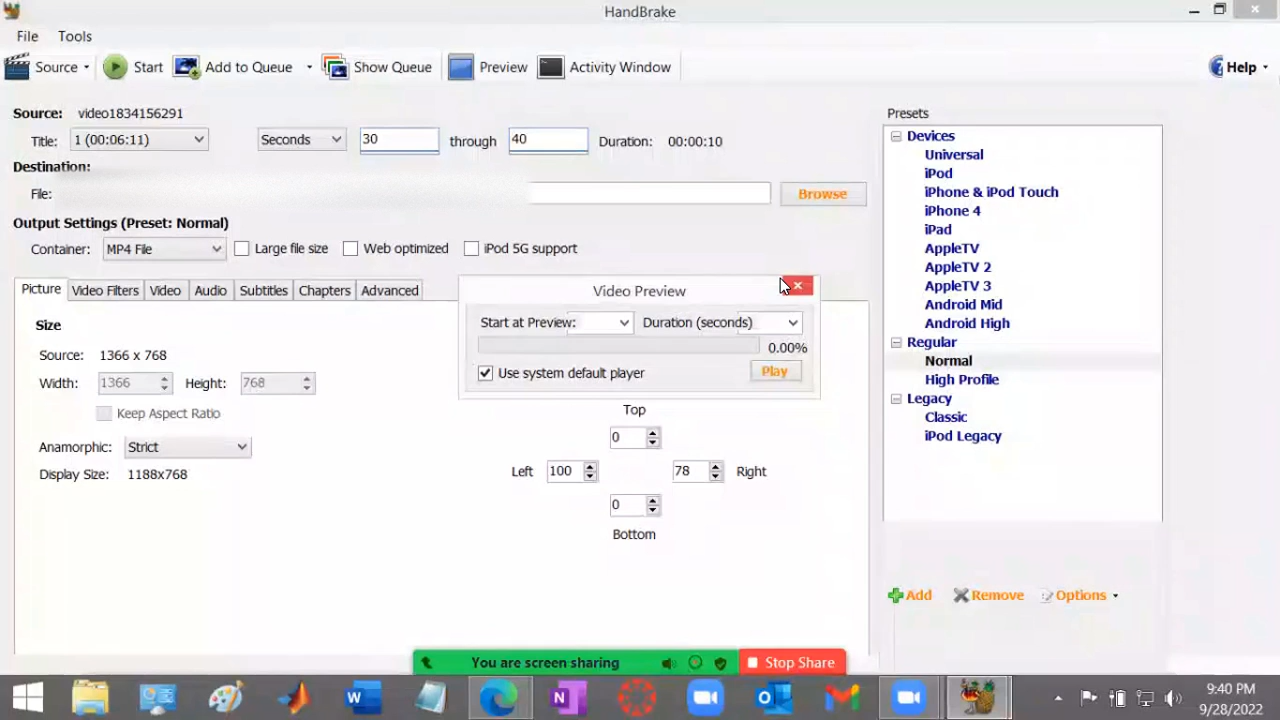 HandBrake
File Tools
Source Start Add to Queue Show Queue Preview Activity Window Help
Source: video1834156291
Title: 1 (00:06:11) Seconds 30 through 40 Duration: 00:00:10
Destination:
File: Browse
Output Settings (Preset: Normal)
Container: MP4 File Large file size Web optimized iPod 5G support
Picture Video Filters Video Audio Subtitles Chapters Advanced
Size
Source: 1366 x 768
Width: 1366 Height: 768
Keep Aspect Ratio
Anamorphic: Strict
Display Size: 1188x768
Video Preview
Start at Preview: Duration (seconds)
0.00%
Use system default player Play
Top
0
Left 100 78 Right
0
Bottom
Presets
Devices
Universal
iPod
iPhone & iPod Touch
iPhone 4
iPad
AppleTV
AppleTV 2
AppleTV 3
Android Mid
Android High
Regular
Normal
High Profile
Legacy
Classic
iPod Legacy
Add Remove Options
You are screen sharing Stop Share
9:40 PM
9/28/2022